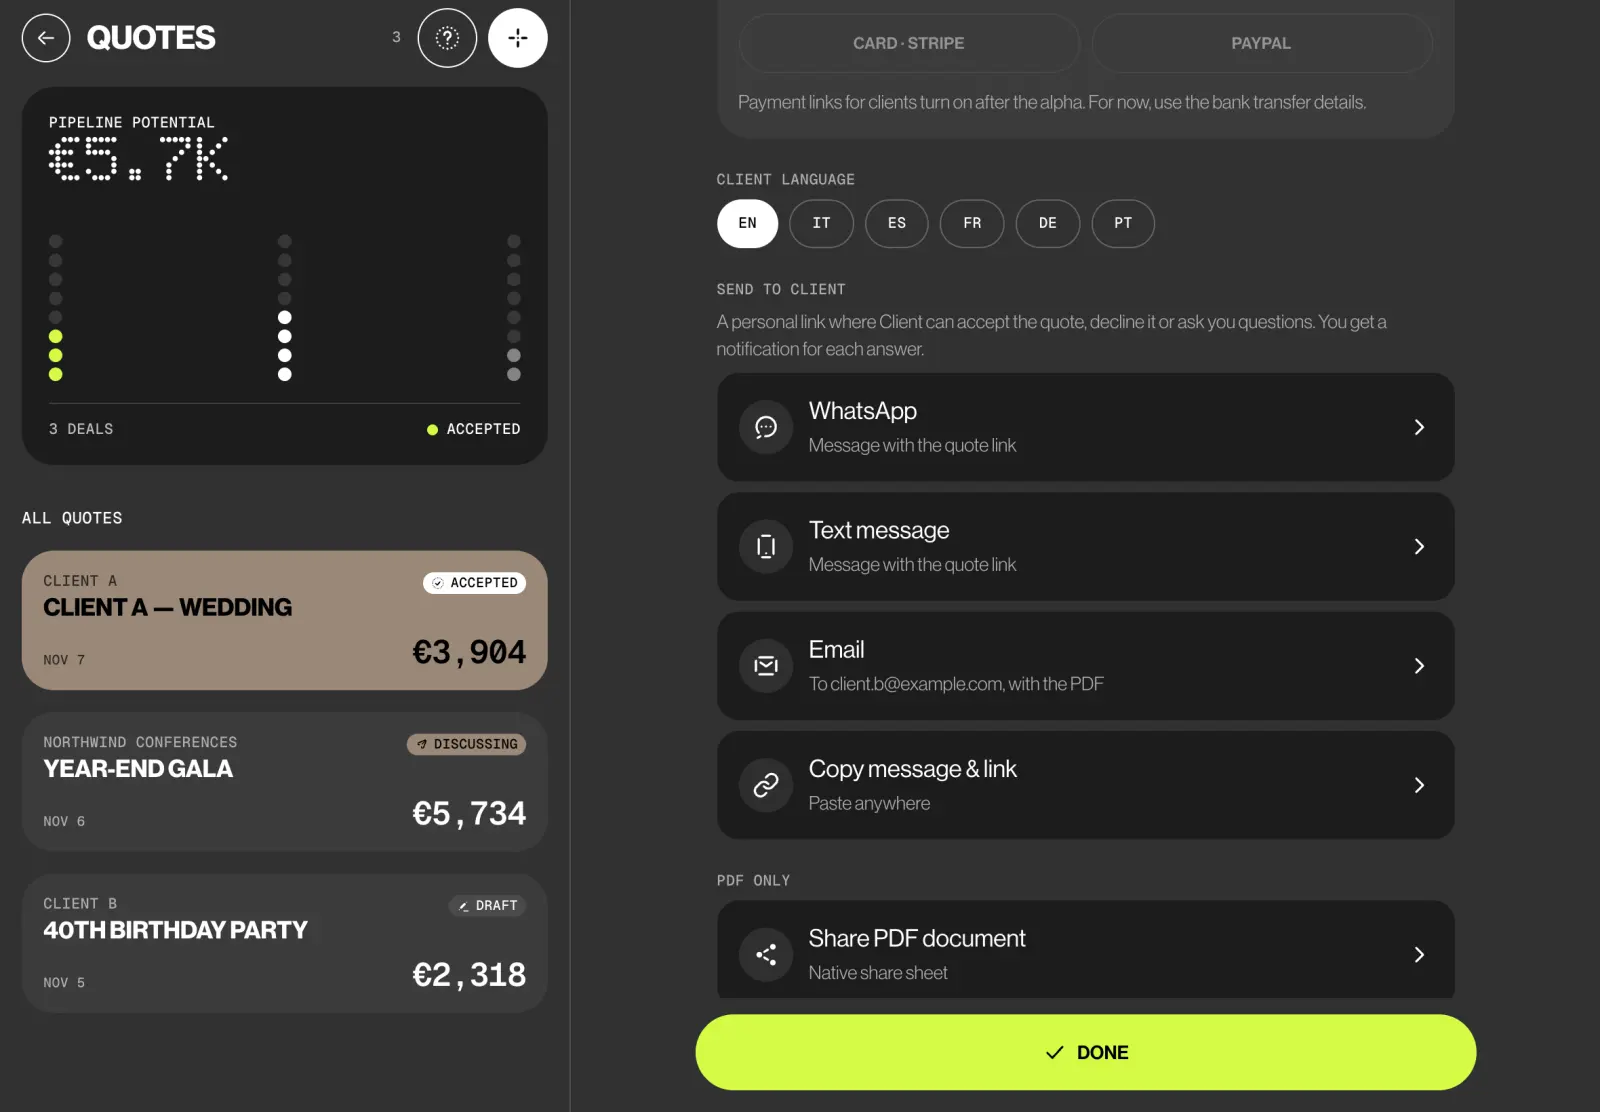 QUOTES
3
PIPELINE POTENTIAL
€5.7K
3 DEALS
ACCEPTED
ALL QUOTES
CLIENT A
ACCEPTED
CLIENT A — WEDDING
NOV 7
€3,904
NORTHWIND CONFERENCES
DISCUSSING
YEAR-END GALA
NOV 6
€5,734
CLIENT B
DRAFT
40TH BIRTHDAY PARTY
NOV 5
€2,318
CARD · STRIPE
PAYPAL
Payment links for clients turn on after the alpha. For now, use the bank transfer details.
CLIENT LANGUAGE
EN
IT
ES
FR
DE
PT
SEND TO CLIENT
A personal link where Client can accept the quote, decline it or ask you questions. You get a
notification for each answer.
WhatsApp
Message with the quote link
Text message
Message with the quote link
Email
To client.b@example.com, with the PDF
Copy message & link
Paste anywhere
PDF ONLY
Share PDF document
Native share sheet
DONE